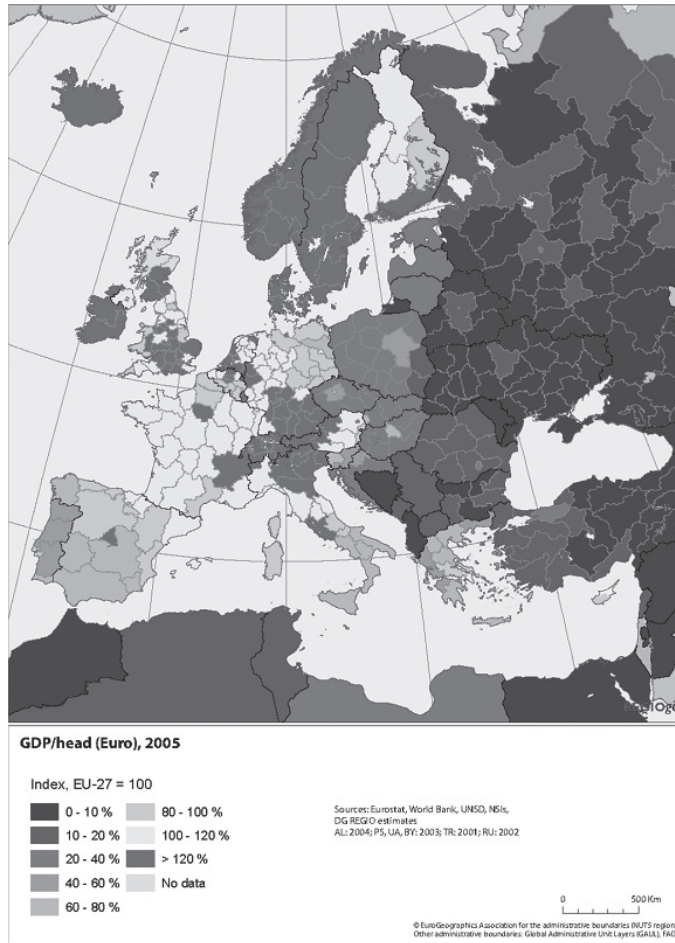 GDP/head (Euro), 2005
Index, EU-27 = 100
0 - 10 %
10 - 20 %
20 - 40 %
40 - 60 %
60 - 80 %
80 - 100 %
100 - 120 %
> 120 %
No data
Sources: Eurostat, World Bank, UNSD, NSIs,
DG REGIO estimates
AL: 2004; PS, UA, BY: 2003; TR: 2001; RU: 2002
0 500 Km
© EuroGeographics Association for the administrative boundaries (NUTS region
Other administrative boundaries: Global Administrative Unit Layers (GAUL), FAO